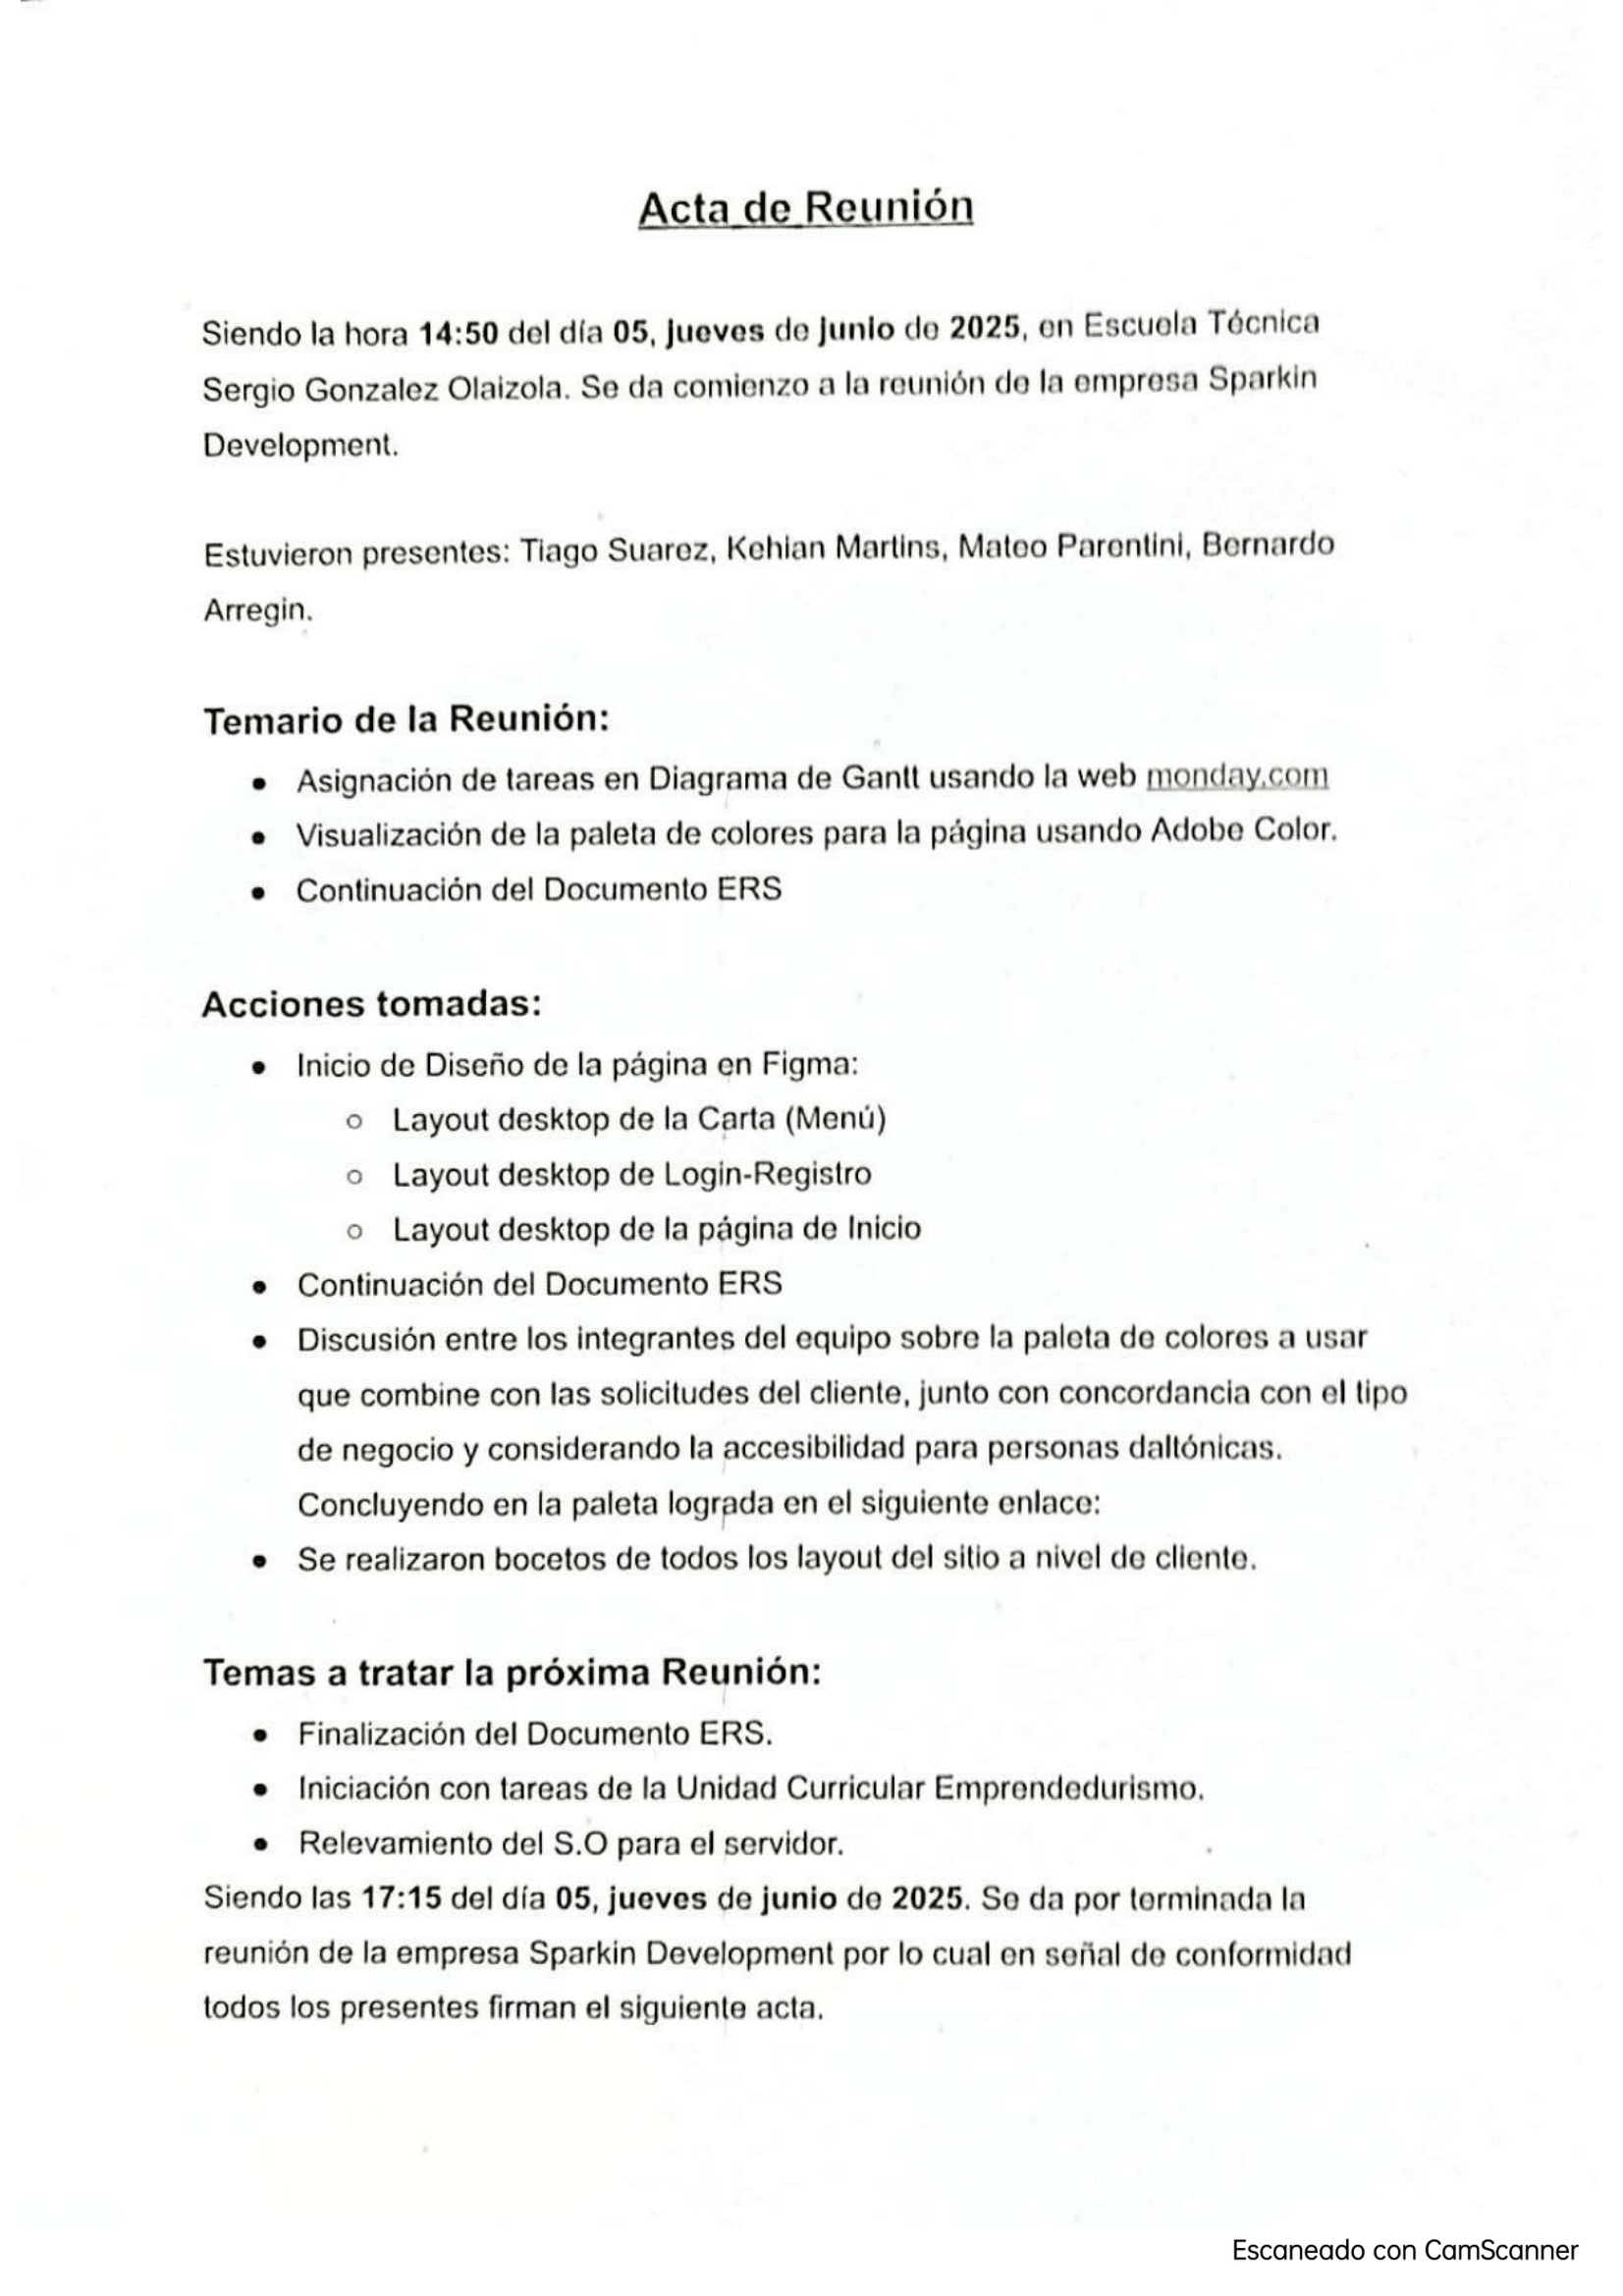 Acta de Reunión
Siendo la hora 14:50 del día 05, jueves de junio de 2025, en Escuela Técnica
Sergio Gonzalez Olaizola. Se da comienzo a la reunión de la empresa Sparkin
Development.
Estuvieron presentes: Tiago Suarez, Kehian Martins, Mateo Parentini, Bernardo
Arregin.
Temario de la Reunión:
● Asignación de tareas en Diagrama de Gantt usando la web monday.com
● Visualización de la paleta de colores para la página usando Adobe Color.
● Continuación del Documento ERS
Acciones tomadas:
● Inicio de Diseño de la página en Figma:
○ Layout desktop de la Carta (Menú)
○ Layout desktop de Login-Registro
○ Layout desktop de la página de Inicio
● Continuación del Documento ERS
● Discusión entre los integrantes del equipo sobre la paleta de colores a usar
que combine con las solicitudes del cliente, junto con concordancia con el tipo
de negocio y considerando la accesibilidad para personas daltónicas.
Concluyendo en la paleta lograda en el siguiente enlace:
● Se realizaron bocetos de todos los layout del sitio a nivel de cliente.
Temas a tratar la próxima Reunión:
● Finalización del Documento ERS.
● Iniciación con tareas de la Unidad Curricular Emprendedurismo.
● Relevamiento del S.O para el servidor.
Siendo las 17:15 del día 05, jueves de junio de 2025. Se da por terminada la
reunión de la empresa Sparkin Development por lo cual en señal de conformidad
todos los presentes firman el siguiente acta.
Escaneado con CamScanner